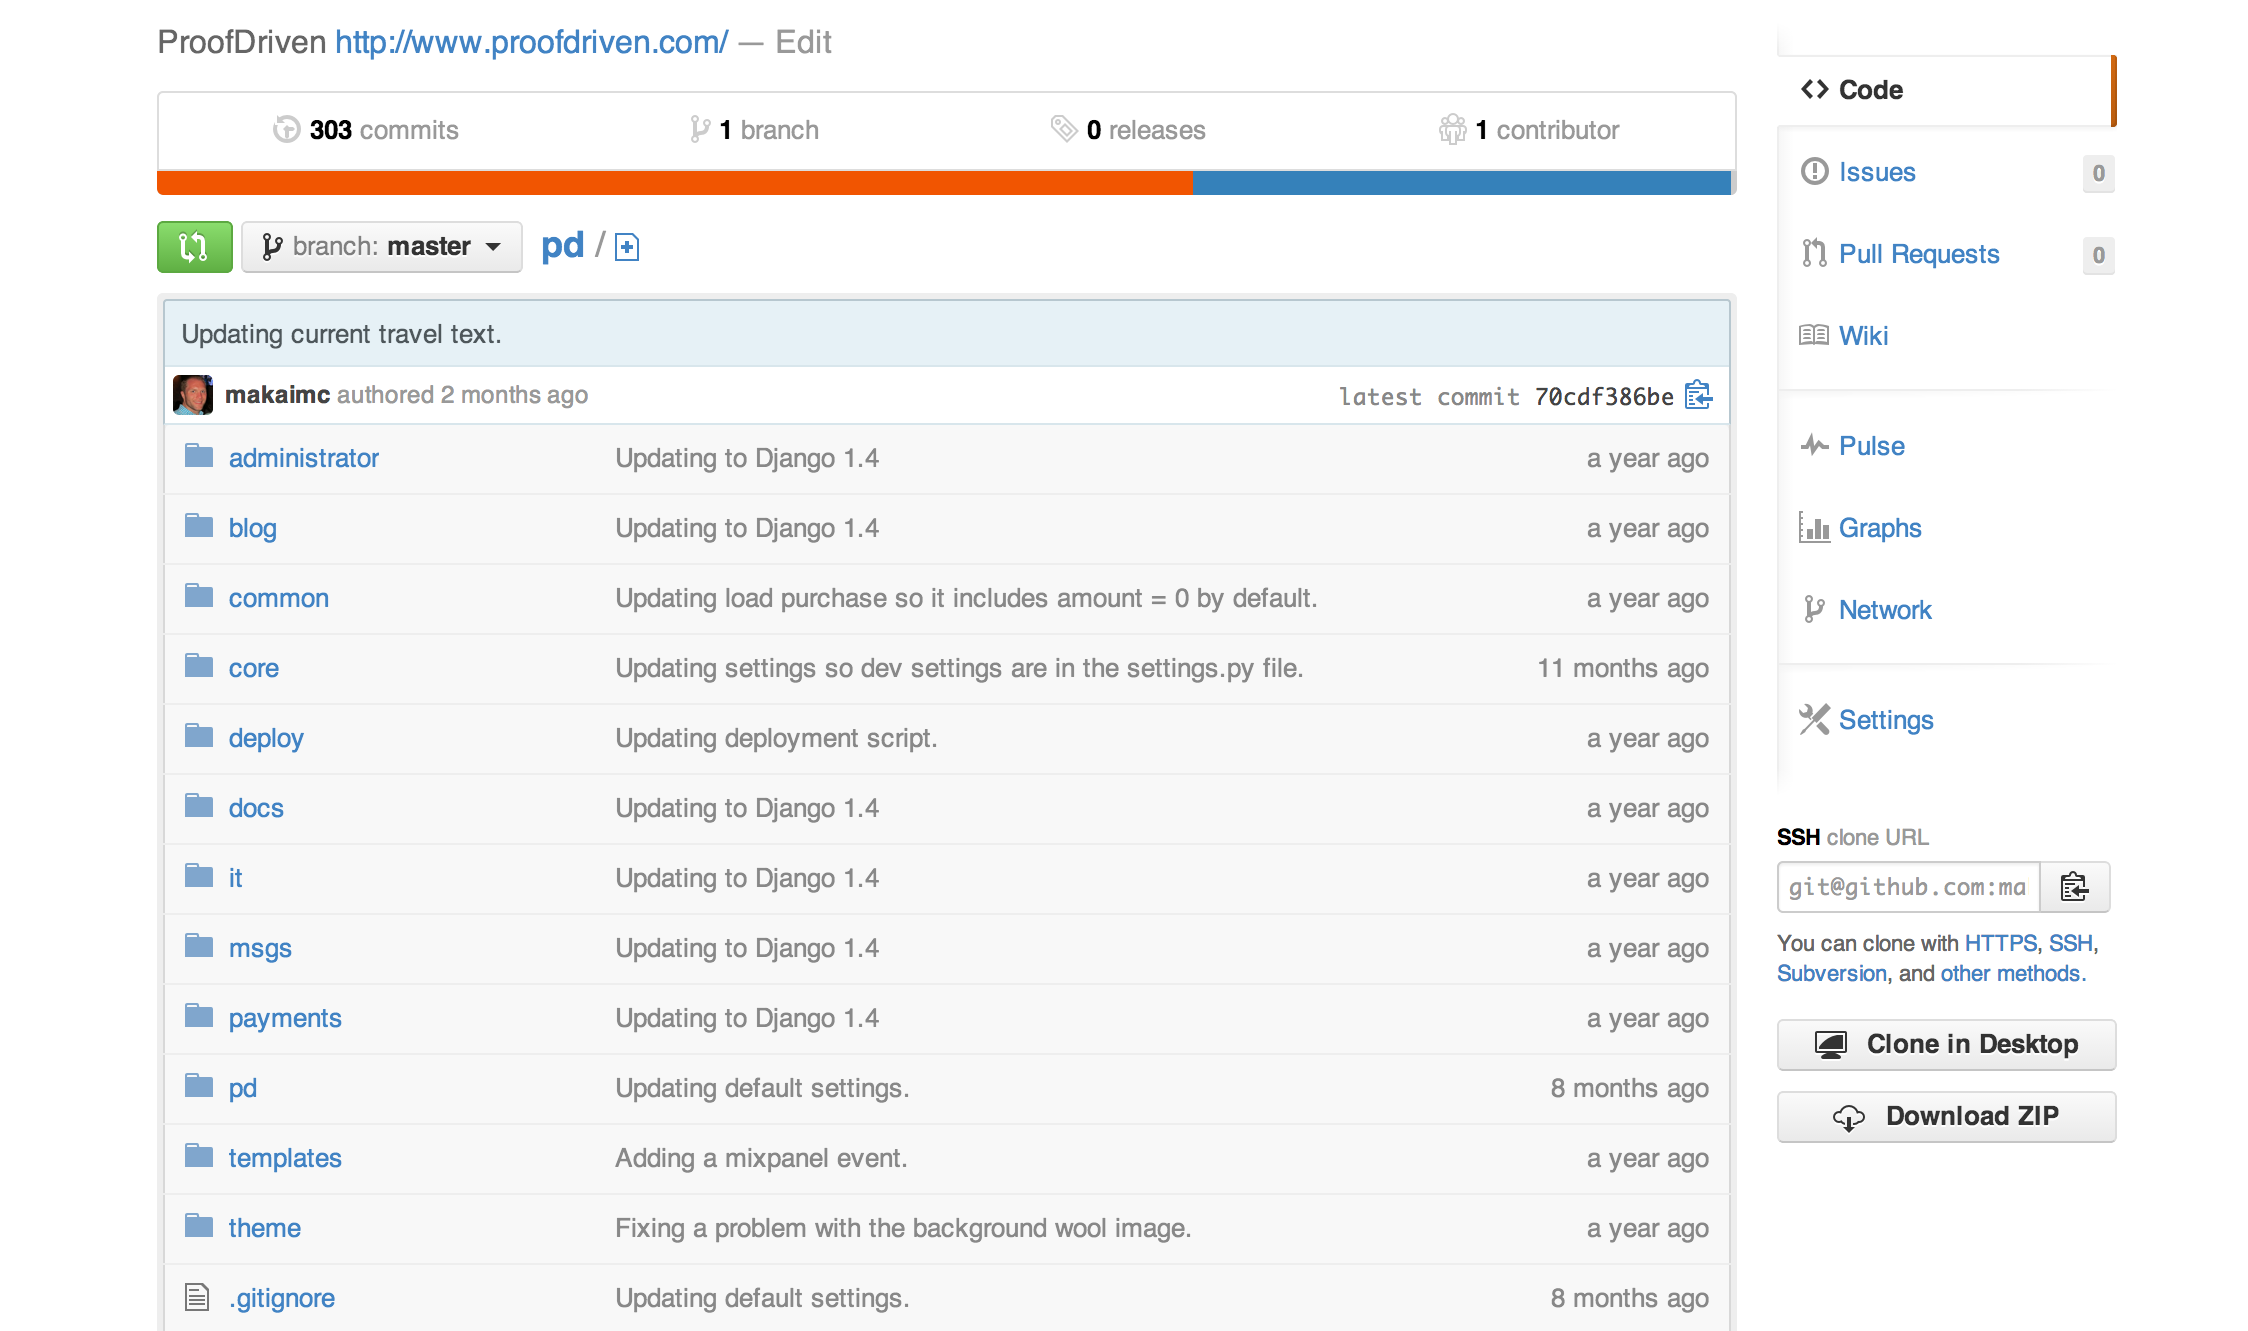 ProofDriven http://www.proofdriven.com/ — Edit
303 commits 1 branch 0 releases 1 contributor
branch: master pd /
Updating current travel text.
makaimc authored 2 months ago latest commit 70cdf386be
administrator Updating to Django 1.4 a year ago
blog Updating to Django 1.4 a year ago
common Updating load purchase so it includes amount = 0 by default. a year ago
core Updating settings so dev settings are in the settings.py file. 11 months ago
deploy Updating deployment script. a year ago
docs Updating to Django 1.4 a year ago
it Updating to Django 1.4 a year ago
msgs Updating to Django 1.4 a year ago
payments Updating to Django 1.4 a year ago
pd Updating default settings. 8 months ago
templates Adding a mixpanel event. a year ago
theme Fixing a problem with the background wool image. a year ago
.gitignore Updating default settings. 8 months ago
Code
Issues 0
Pull Requests 0
Wiki
Pulse
Graphs
Network
Settings
SSH clone URL
git@github.com:ma
You can clone with HTTPS, SSH,
Subversion, and other methods.
Clone in Desktop
Download ZIP